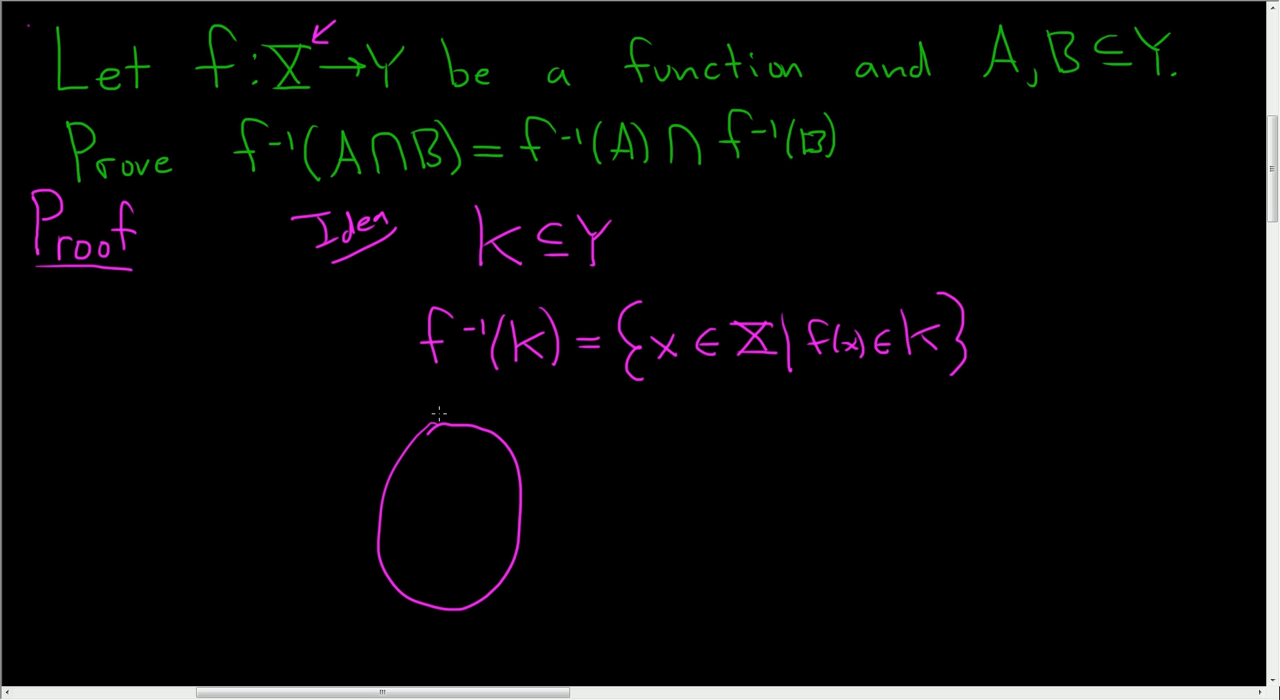 Let f: X → Y be a function and A, B ⊆ Y.
Prove f⁻¹(A ∩ B) = f⁻¹(A) ∩ f⁻¹(B)
Proof Idea K ⊆ Y
f⁻¹(K) = {x ∈ X | f(x) ∈ K}